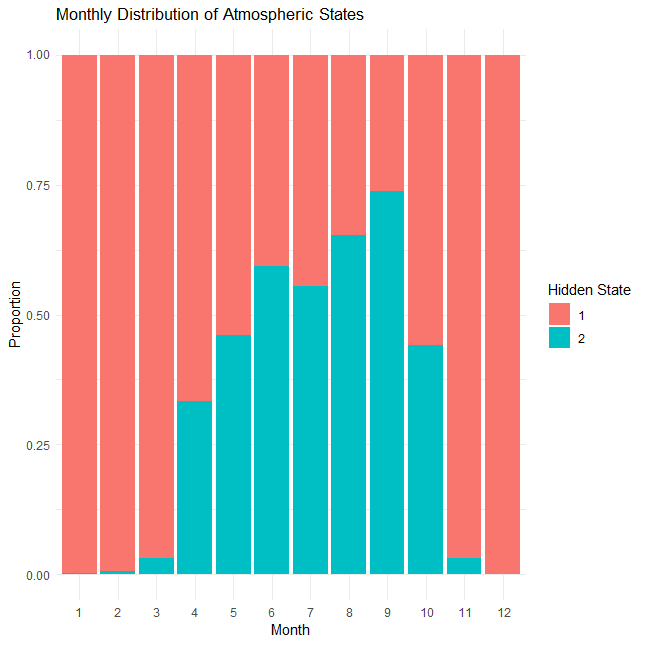 Monthly Distribution of Atmospheric States
1.00
0.75
0.50
0.25
0.00
Proportion
1 2 3 4 5 6 7 8 9 10 11 12
Month
Hidden State
1
2